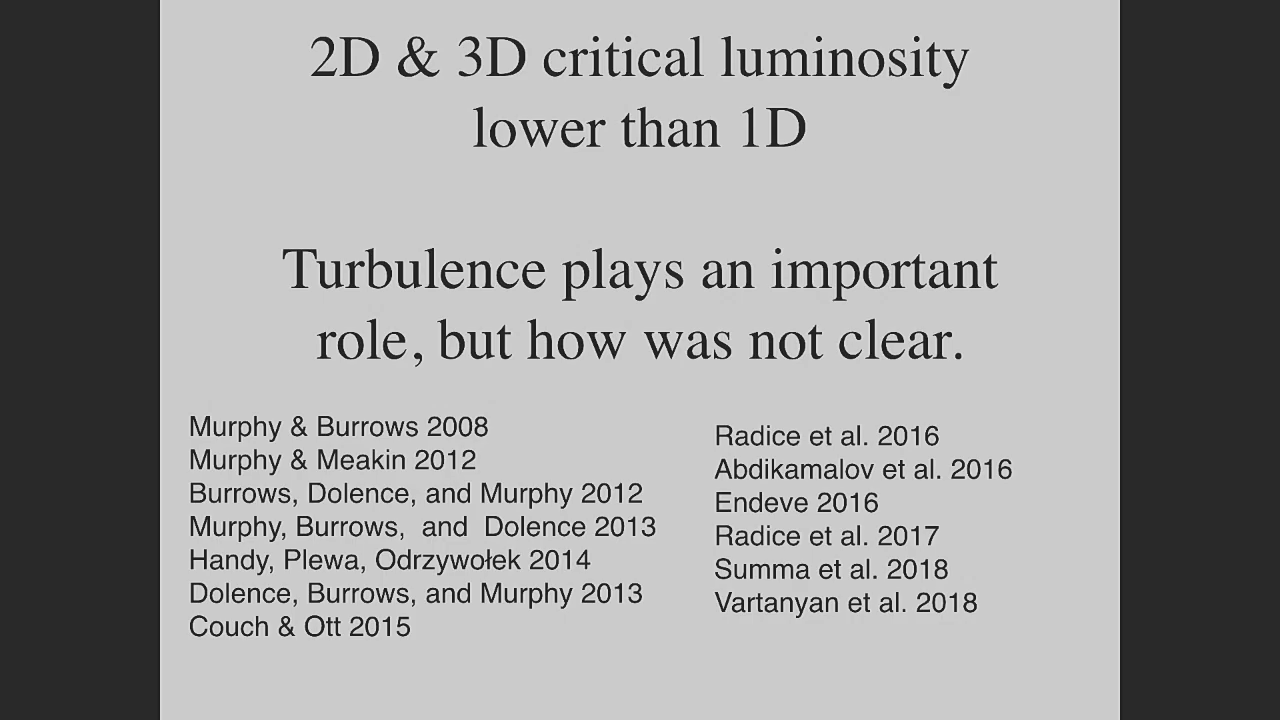 2D & 3D critical luminosity
lower than 1D
Turbulence plays an important
role, but how was not clear.
Murphy & Burrows 2008
Murphy & Meakin 2012
Burrows, Dolence, and Murphy 2012
Murphy, Burrows,  and  Dolence 2013
Handy, Plewa, Odrzywołek 2014
Dolence, Burrows, and Murphy 2013
Couch & Ott 2015
Radice et al. 2016
Abdikamalov et al. 2016
Endeve 2016
Radice et al. 2017
Summa et al. 2018
Vartanyan et al. 2018